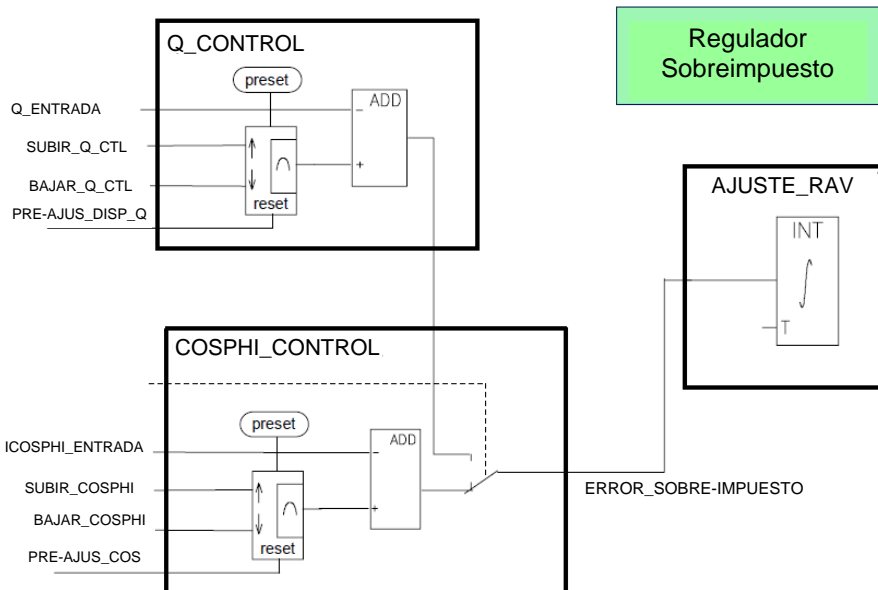 Regulador
Sobreimpuesto
Q_CONTROL
preset
ADD
Q_ENTRADA
−
SUBIR_Q_CTL
+
BAJAR_Q_CTL
reset
PRE-AJUS_DISP_Q
AJUSTE_RAV
INT
∫
T
COSPHI_CONTROL
preset
ADD
ICOSPHI_ENTRADA
−
SUBIR_COSPHI
+
BAJAR_COSPHI
reset
PRE-AJUS_COS
ERROR_SOBRE-IMPUESTO